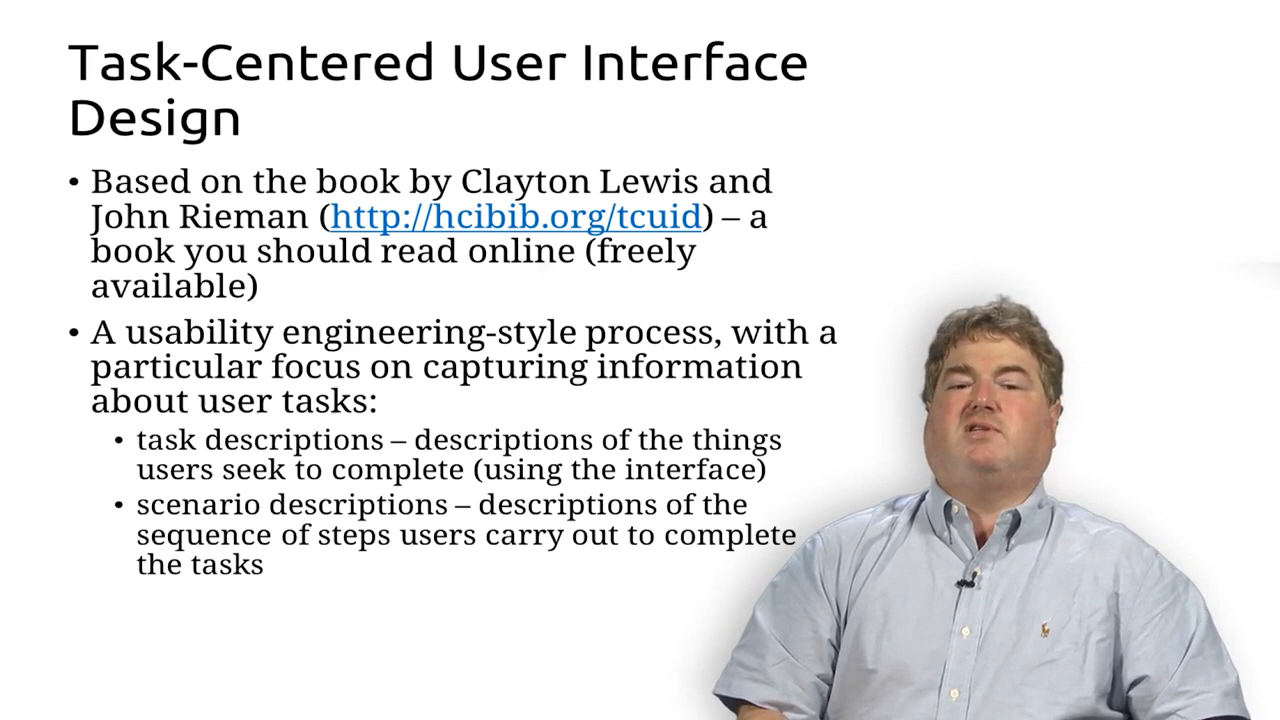 Task-Centered User Interface
Design
• Based on the book by Clayton Lewis and
John Rieman (http://hcibib.org/tcuid) – a
book you should read online (freely
available)
• A usability engineering-style process, with a
particular focus on capturing information
about user tasks:
• task descriptions – descriptions of the things
users seek to complete (using the interface)
• scenario descriptions – descriptions of the
sequence of steps users carry out to complete
the tasks